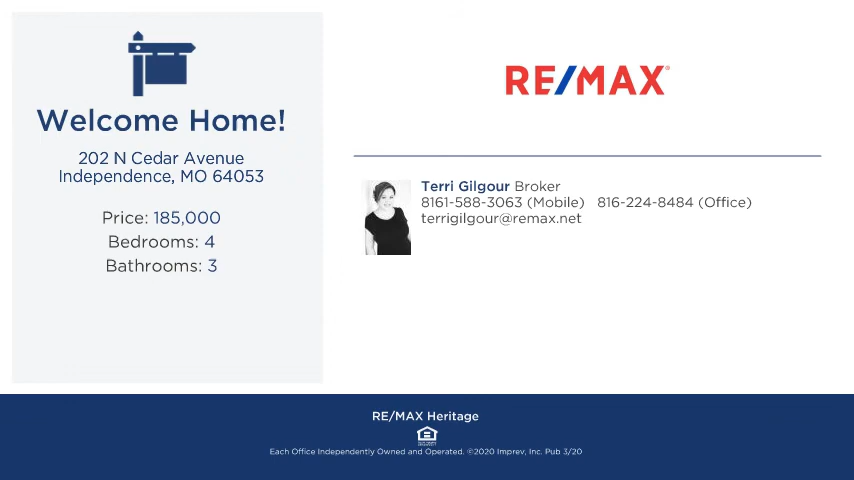 Welcome Home!
202 N Cedar Avenue
Independence, MO 64053
Price: 185,000
Bedrooms: 4
Bathrooms: 3
RE/MAX®
Terri Gilgour Broker
8161-588-3063 (Mobile) 816-224-8484 (Office)
terrigilgour@remax.net
RE/MAX Heritage
Each Office Independently Owned and Operated. ©2020 Imprev, Inc. Pub 3/20